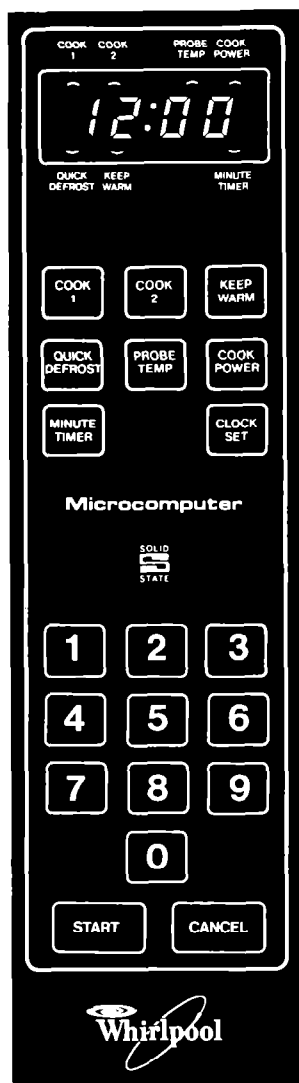 COOK 1 COOK 2 PROBE TEMP COOK POWER
12:00
QUICK DEFROST KEEP WARM MINUTE TIMER
COOK 1
COOK 2
KEEP WARM
QUICK DEFROST
PROBE TEMP
COOK POWER
MINUTE TIMER
CLOCK SET
Microcomputer
SOLID
STATE
1 2 3
4 5 6
7 8 9
0
START CANCEL
Whirlpool